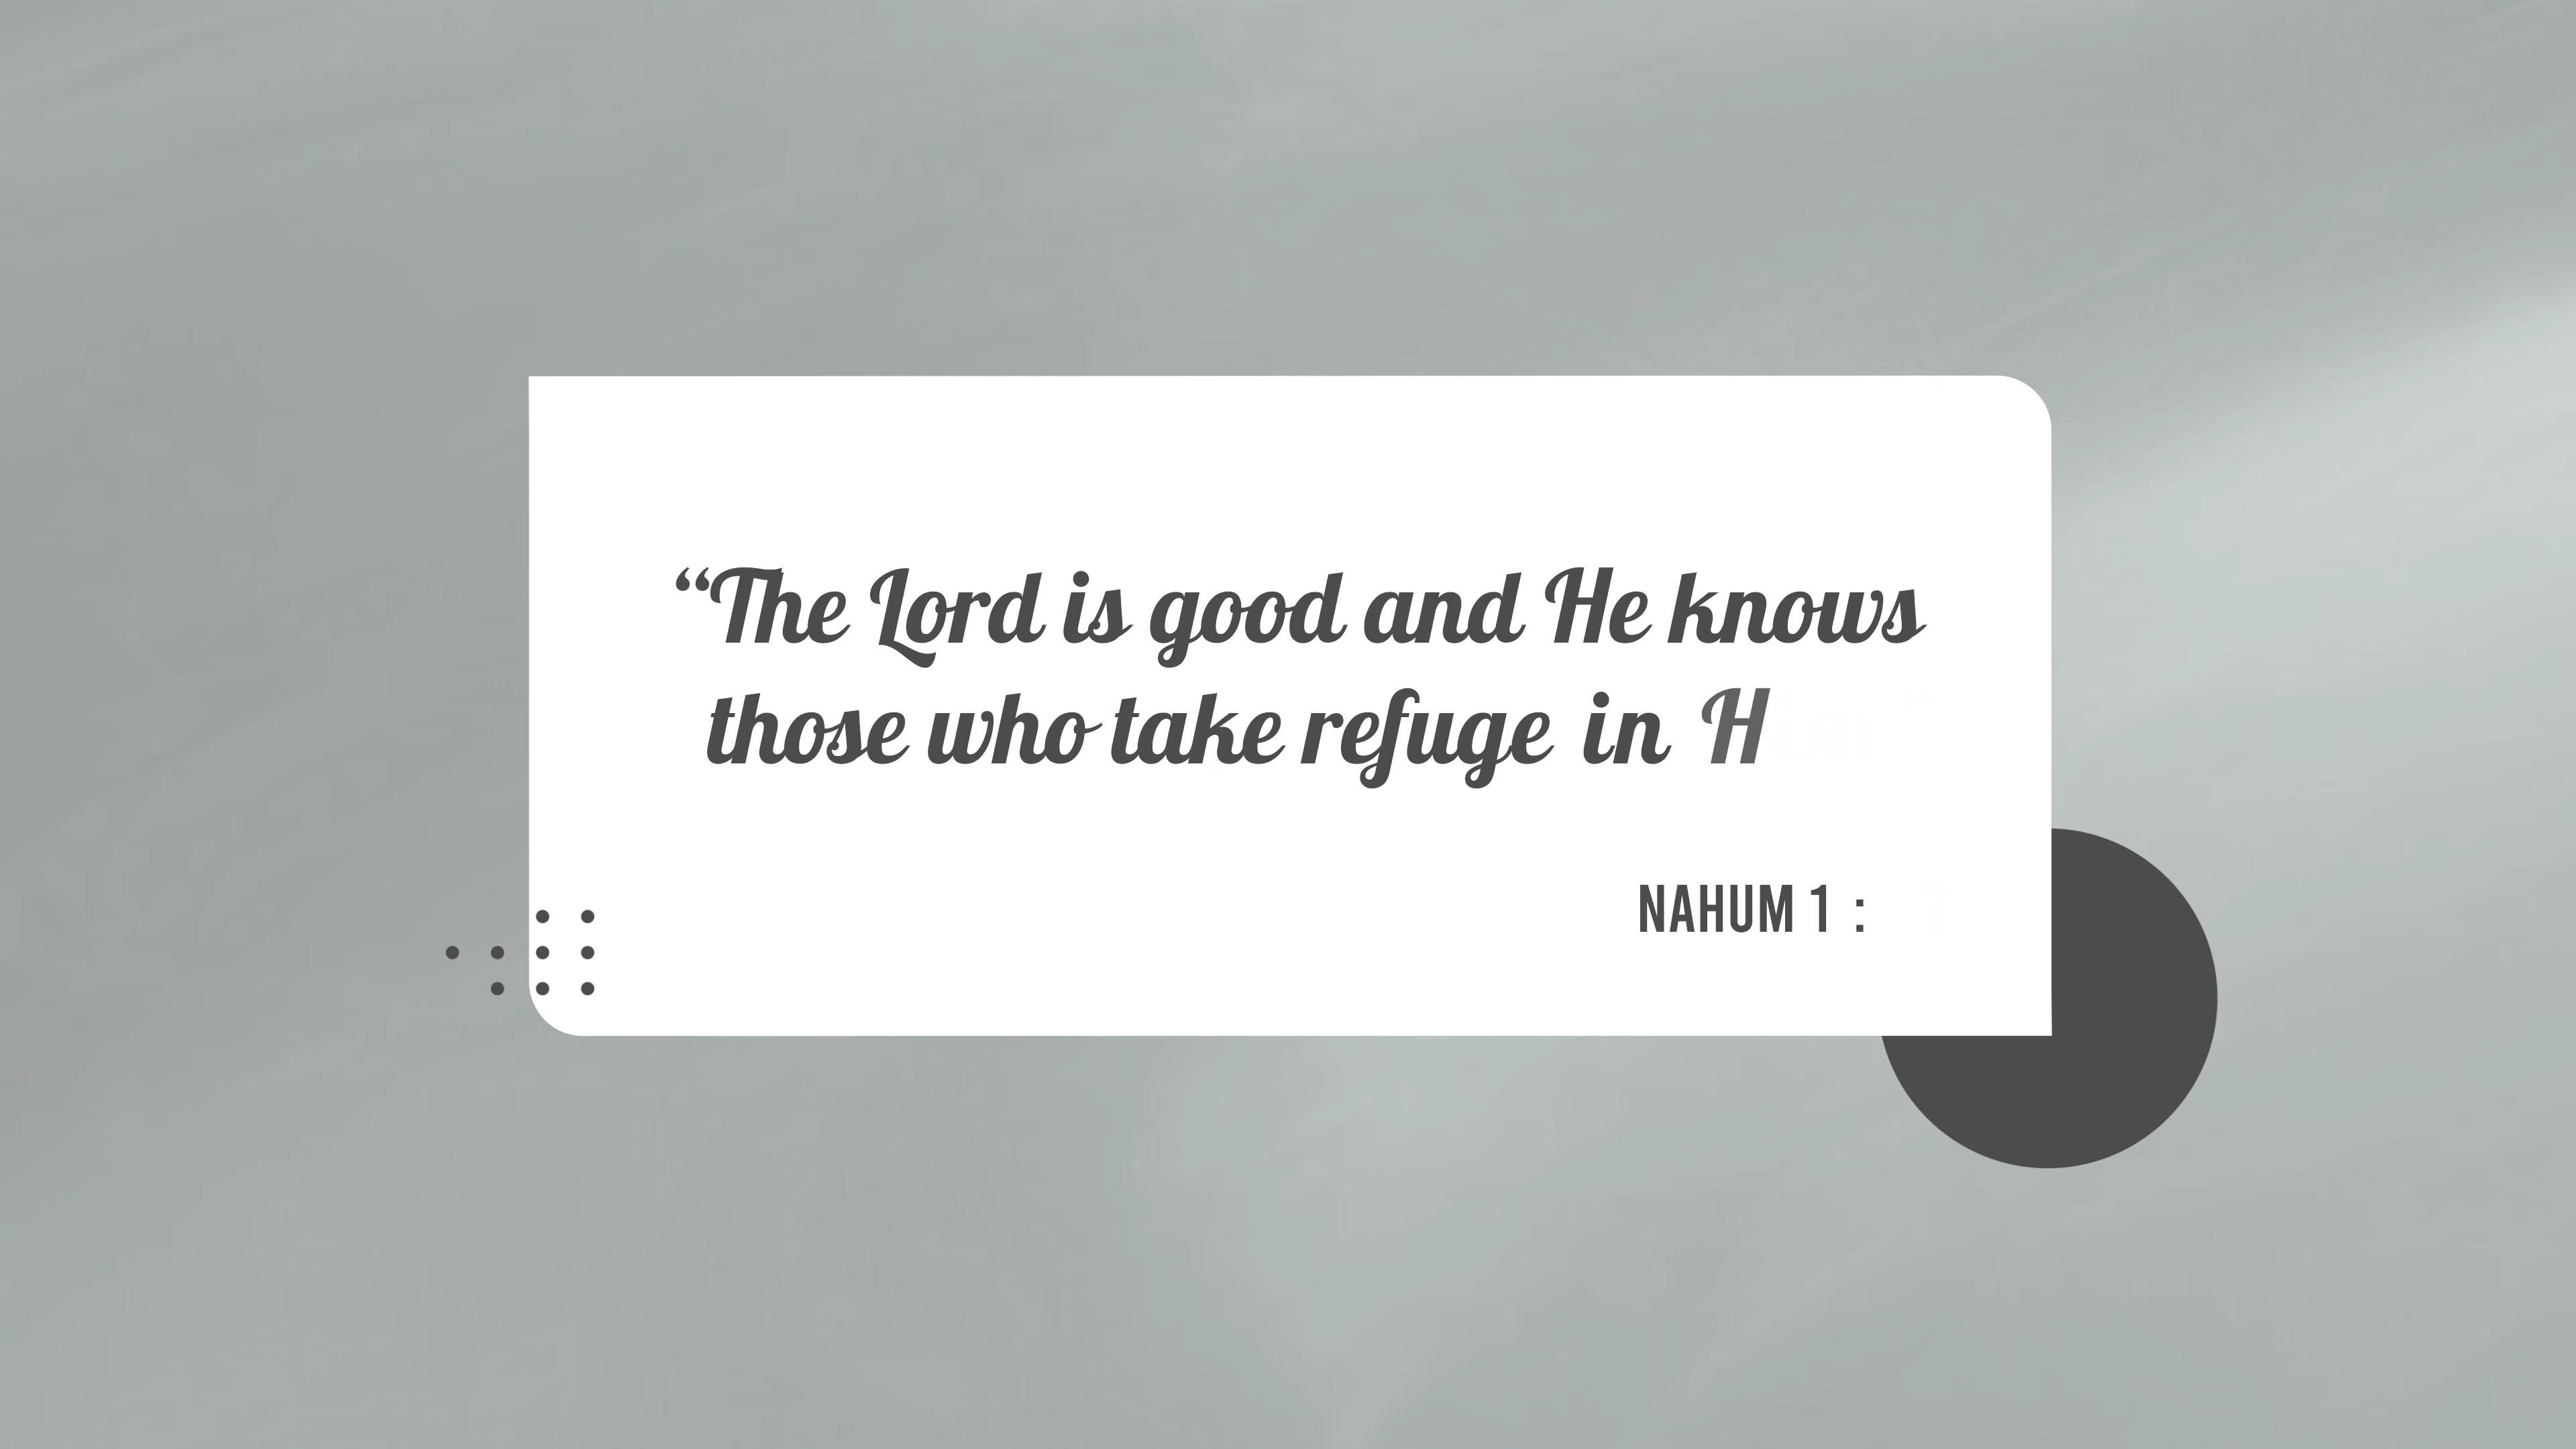 “The Lord is good and He knows
those who take refuge in H
NAHUM 1 :